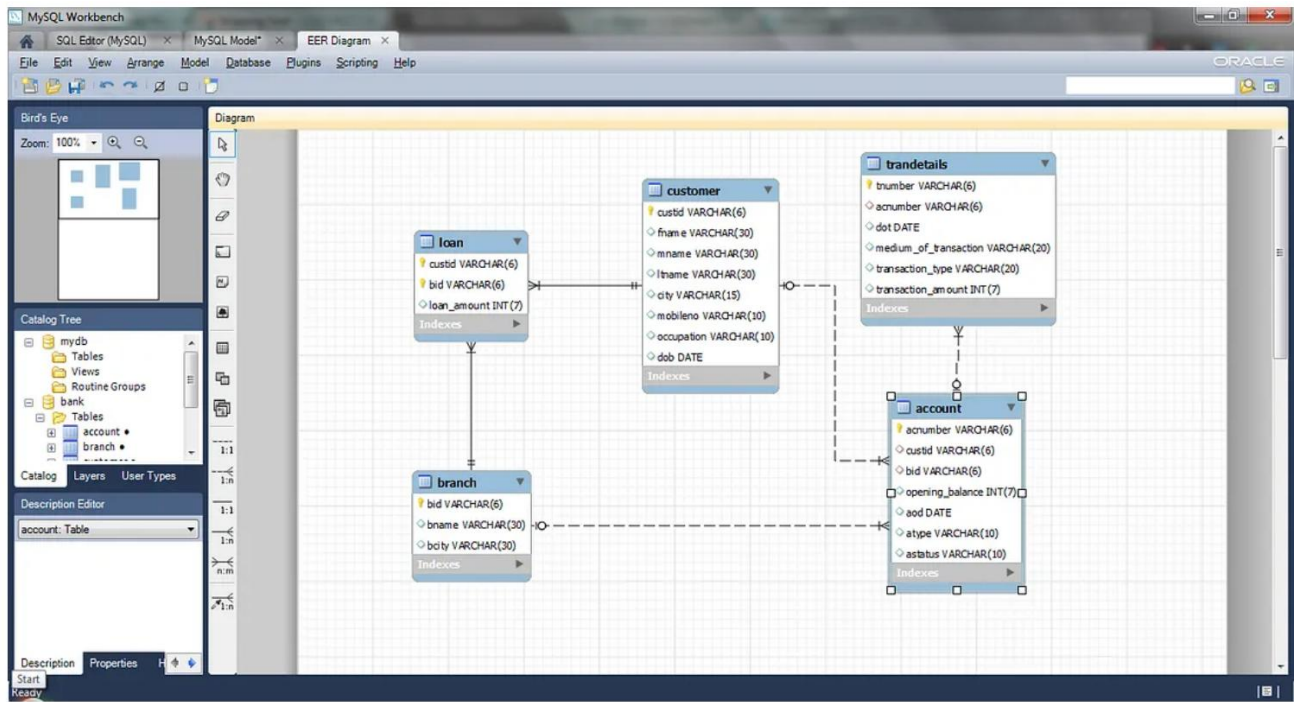 MySQL Workbench
SQL Editor (MySQL) MySQL Model* EER Diagram
File Edit View Arrange Model Database Plugins Scripting Help
ORACLE
Bird's Eye
Zoom: 100%
Catalog Tree
mydb
Tables
Views
Routine Groups
bank
Tables
account
branch
Catalog Layers User Types
Description Editor
account: Table
Description Properties H
Start
Ready
Diagram
1:1
1:n
1:1
1:n
n:m
1:n
loan
custid VARCHAR(6)
bid VARCHAR(6)
loan_amount INT(7)
Indexes
customer
custid VARCHAR(6)
fname VARCHAR(30)
mname VARCHAR(30)
ltname VARCHAR(30)
city VARCHAR(15)
mobileno VARCHAR(10)
occupation VARCHAR(10)
dob DATE
Indexes
trandetails
tnumber VARCHAR(6)
acnumber VARCHAR(6)
dot DATE
medium_of_transaction VARCHAR(20)
transaction_type VARCHAR(20)
transaction_amount INT(7)
Indexes
branch
bid VARCHAR(6)
bname VARCHAR(30)
bcity VARCHAR(30)
Indexes
account
acnumber VARCHAR(6)
custid VARCHAR(6)
bid VARCHAR(6)
opening_balance INT(7)
aod DATE
atype VARCHAR(10)
astatus VARCHAR(10)
Indexes